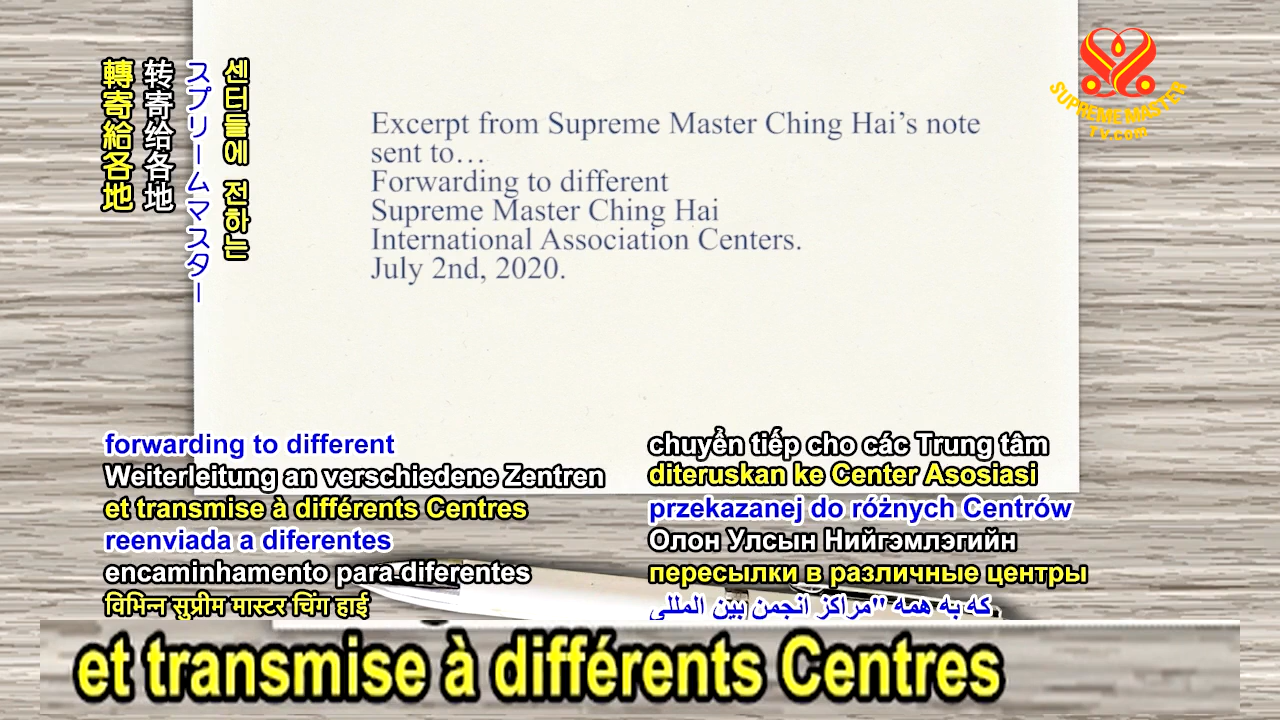 轉寄給各地
转寄给各地
スプリームマスター
센터들에 전하는
Excerpt from Supreme Master Ching Hai's note
sent to…
Forwarding to different
Supreme Master Ching Hai
International Association Centers.
July 2nd, 2020.
SUPREME MASTER
TV.com
forwarding to different
Weiterleitung an verschiedene Zentren
et transmise à différents Centres
reenviada a diferentes
encaminhamento para diferentes
विभिन्न सुप्रीम मास्टर चिंग हाई
chuyển tiếp cho các Trung tâm
diteruskan ke Center Asosiasi
przekazanej do różnych Centrów
Олон Улсын Нийгэмлэгийн
пересылки в различные центры
که به همه "مراکز انجمن بین المللی
et transmise à différents Centres